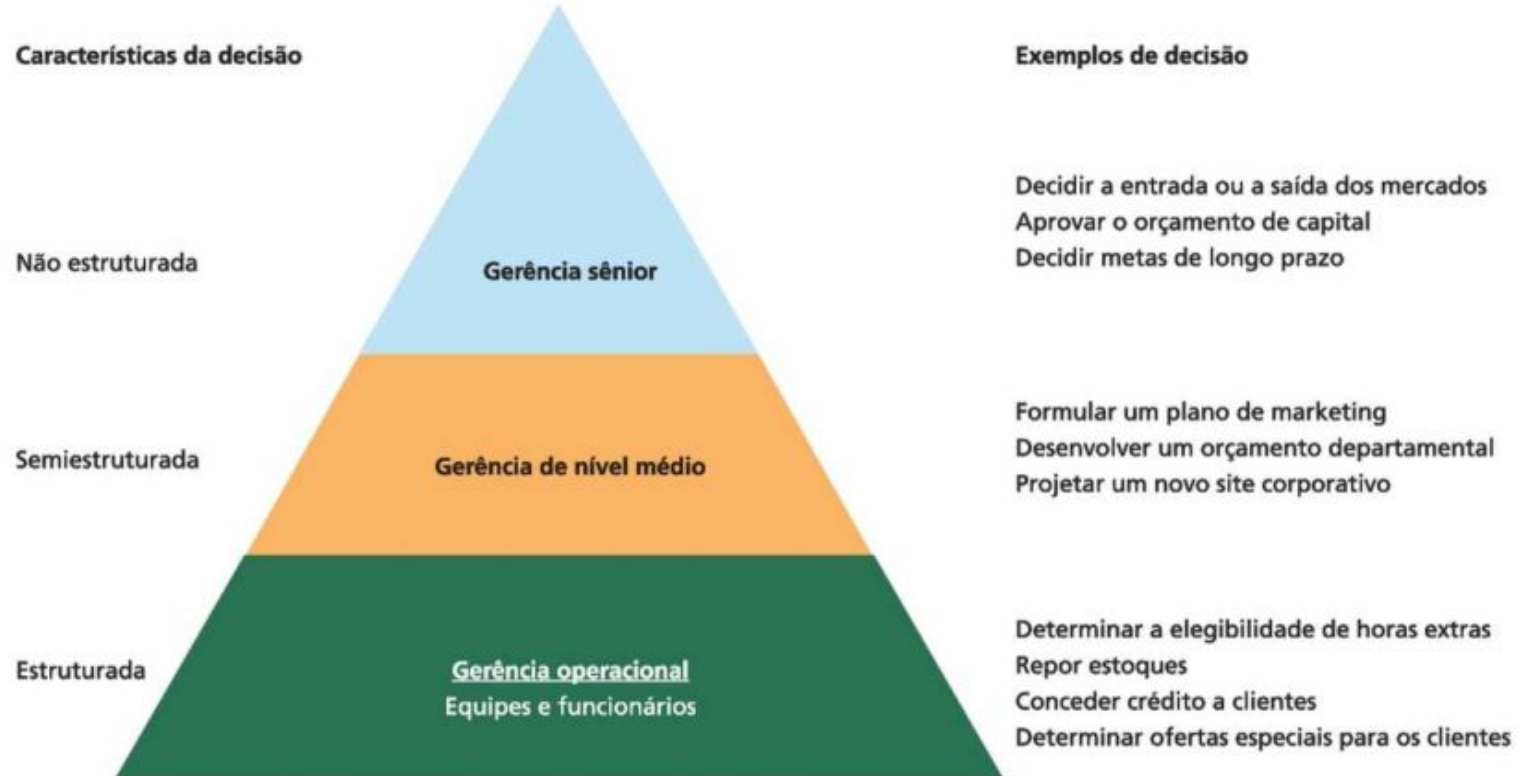 Características da decisão
Exemplos de decisão
Não estruturada
Gerência sênior
Decidir a entrada ou a saída dos mercados
Aprovar o orçamento de capital
Decidir metas de longo prazo
Semiestruturada
Gerência de nível médio
Formular um plano de marketing
Desenvolver um orçamento departamental
Projetar um novo site corporativo
Estruturada
Gerência operacional
Equipes e funcionários
Determinar a elegibilidade de horas extras
Repor estoques
Conceder crédito a clientes
Determinar ofertas especiais para os clientes